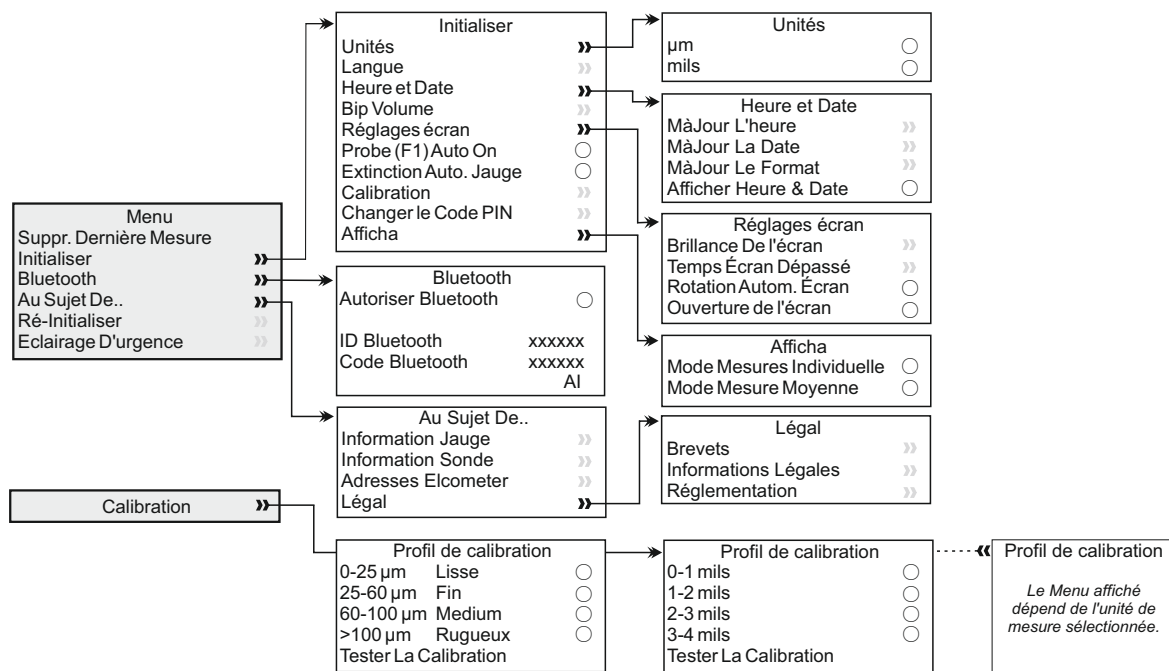 Menu
Suppr. Dernière Mesure
Initialiser
Bluetooth
Au Sujet De..
Ré-Initialiser
Eclairage D'urgence
Calibration
Initialiser
Unités
Langue
Heure et Date
Bip Volume
Réglages écran
Probe (F1) Auto On
Extinction Auto. Jauge
Calibration
Changer le Code PIN
Afficha
Bluetooth
Autoriser Bluetooth
ID Bluetooth xxxxxx
Code Bluetooth xxxxxx
AI
Au Sujet De..
Information Jauge
Information Sonde
Adresses Elcometer
Légal
Profil de calibration
0-25 µm Lisse
25-60 µm Fin
60-100 µm Medium
>100 µm Rugueux
Tester La Calibration
Unités
µm
mils
Heure et Date
MàJour L'heure
MàJour La Date
MàJour Le Format
Afficher Heure & Date
Réglages écran
Brillance De l'écran
Temps Écran Dépassé
Rotation Autom. Écran
Ouverture de l'écran
Afficha
Mode Mesures Individuelle
Mode Mesure Moyenne
Légal
Brevets
Informations Légales
Réglementation
Profil de calibration
0-1 mils
1-2 mils
2-3 mils
3-4 mils
Tester La Calibration
Profil de calibration
Le Menu affiché
dépend de l'unité de
mesure sélectionnée.